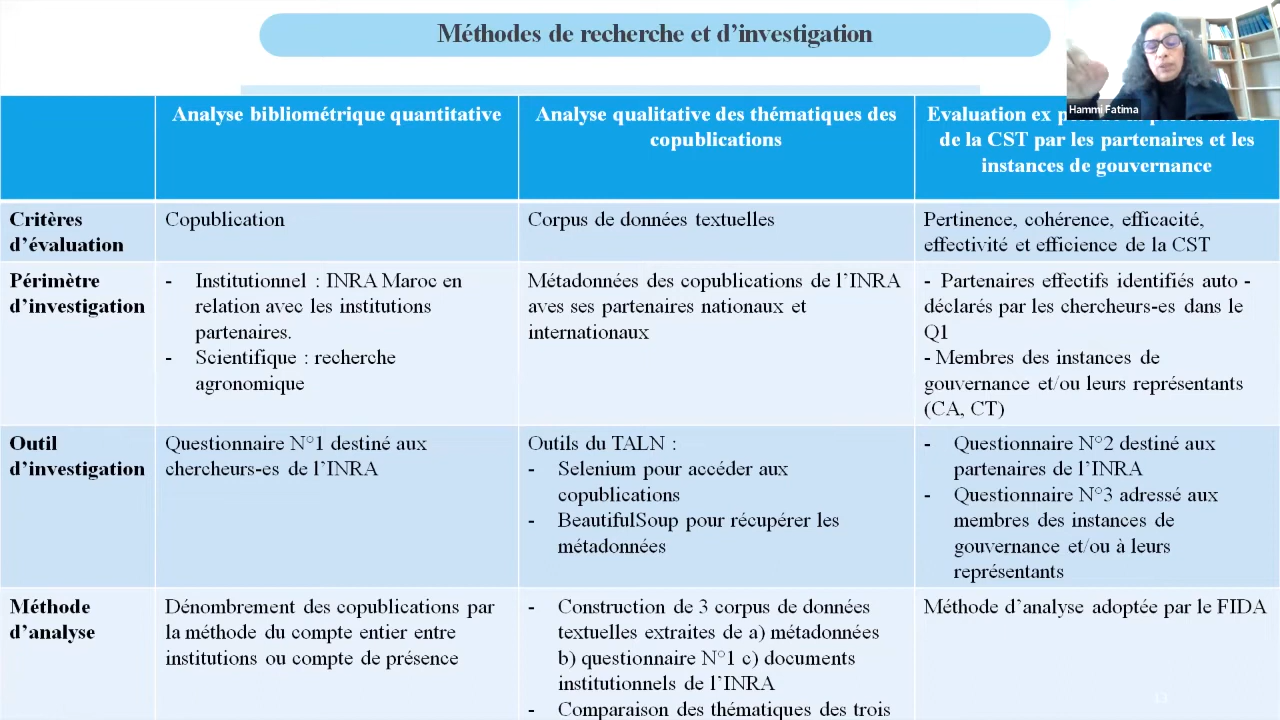 Méthodes de recherche et d’investigation
Hammi Fatima
Analyse bibliométrique quantitative
Analyse qualitative des thématiques des
copublications
Evaluation ex
de la CST par les partenaires et les
instances de gouvernance
Critères
d’évaluation
Copublication
Corpus de données textuelles
Pertinence, cohérence, efficacité,
effectivité et efficience de la CST
Périmètre
d’investigation
- Institutionnel : INRA Maroc en
relation avec les institutions
partenaires.
- Scientifique : recherche
agronomique
Métadonnées des copublications de l’INRA
aves ses partenaires nationaux et
internationaux
- Partenaires effectifs identifiés auto -
déclarés par les chercheurs-es dans le
Q1
- Membres des instances de
gouvernance et/ou leurs représentants
(CA, CT)
Outil
d’investigation
Questionnaire N°1 destiné aux
chercheurs-es de l’INRA
Outils du TALN :
- Selenium pour accéder aux
copublications
- BeautifulSoup pour récupérer les
métadonnées
- Questionnaire N°2 destiné aux
partenaires de l’INRA
- Questionnaire N°3 adressé aux
membres des instances de
gouvernance et/ou à leurs
représentants
Méthode
d’analyse
Dénombrement des copublications par
la méthode du compte entier entre
institutions ou compte de présence
- Construction de 3 corpus de données
textuelles extraites de a) métadonnées
b) questionnaire N°1 c) documents
institutionnels de l’INRA
- Comparaison des thématiques des trois
Méthode d’analyse adoptée par le FIDA
13